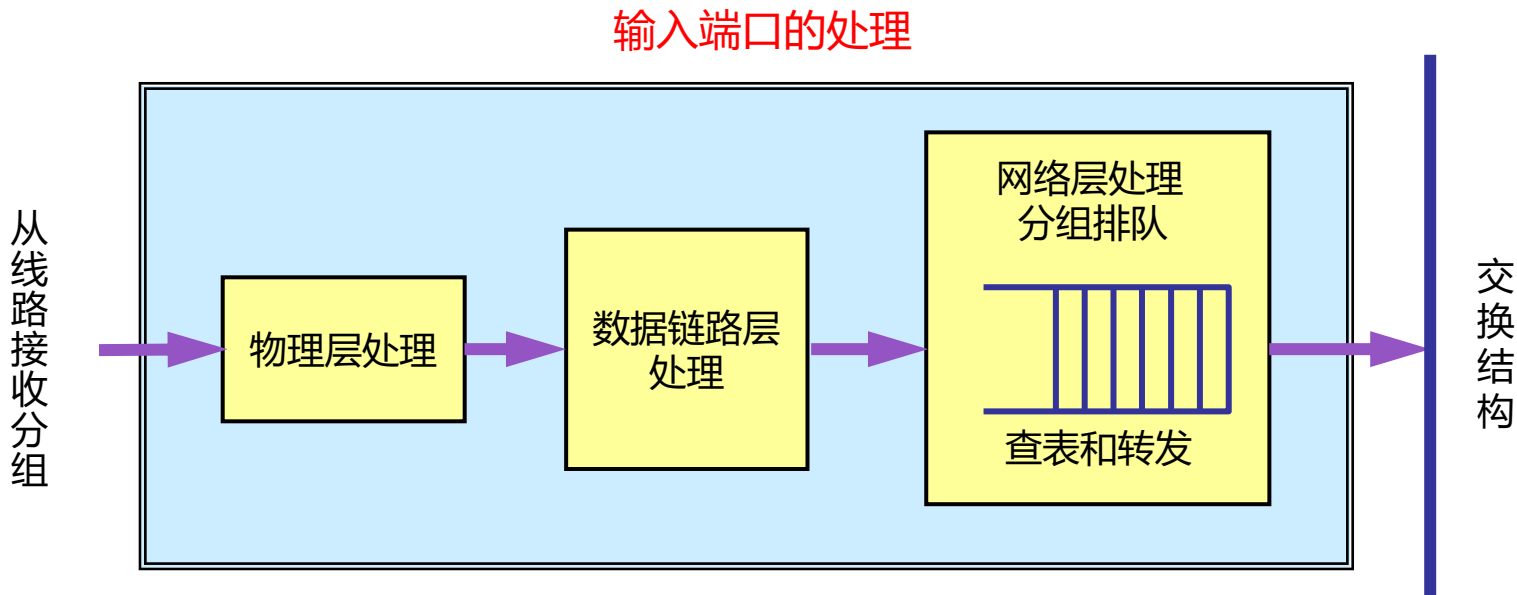 输入端口的处理
从线路接收分组
物理层处理
数据链路层
处理
网络层处理
分组排队
查表和转发
交换结构